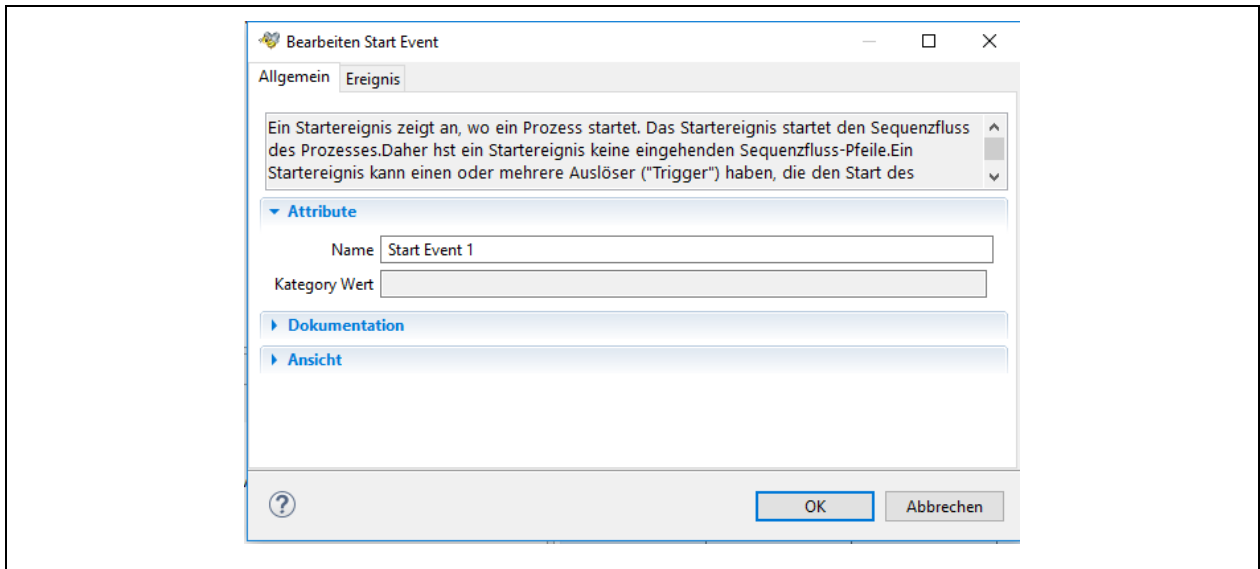 Bearbeiten Start Event
Allgemein Ereignis
Ein Startereignis zeigt an, wo ein Prozess startet. Das Startereignis startet den Sequenzfluss
des Prozesses.Daher hst ein Startereignis keine eingehenden Sequenzfluss-Pfeile.Ein
Startereignis kann einen oder mehrere Auslöser ("Trigger") haben, die den Start des
Attribute
Name Start Event 1
Kategory Wert
Dokumentation
Ansicht
OK Abbrechen